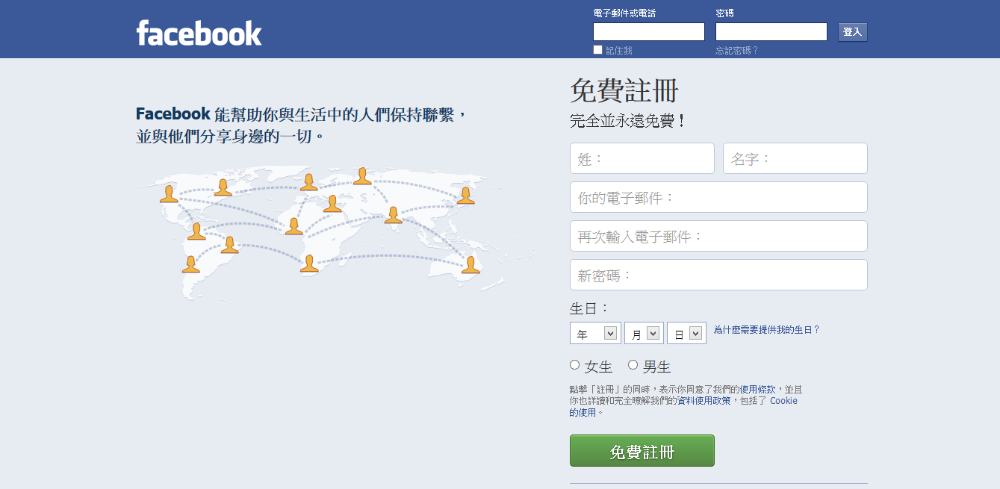 facebook
電子郵件或電話
密碼
登入
記住我
忘記密碼？
Facebook 能幫助你與生活中的人們保持聯繫，
並與他們分享身邊的一切。
免費註冊
完全並永遠免費！
姓：
名字：
你的電子郵件：
再次輸入電子郵件：
新密碼：
生日：
年
月
日
為什麼需要提供我的生日？
女生
男生
點擊「註冊」的同時，表示你同意了我們的使用條款，並且
你也詳讀和完全瞭解我們的資料使用政策，包括了 Cookie
的使用。
免費註冊